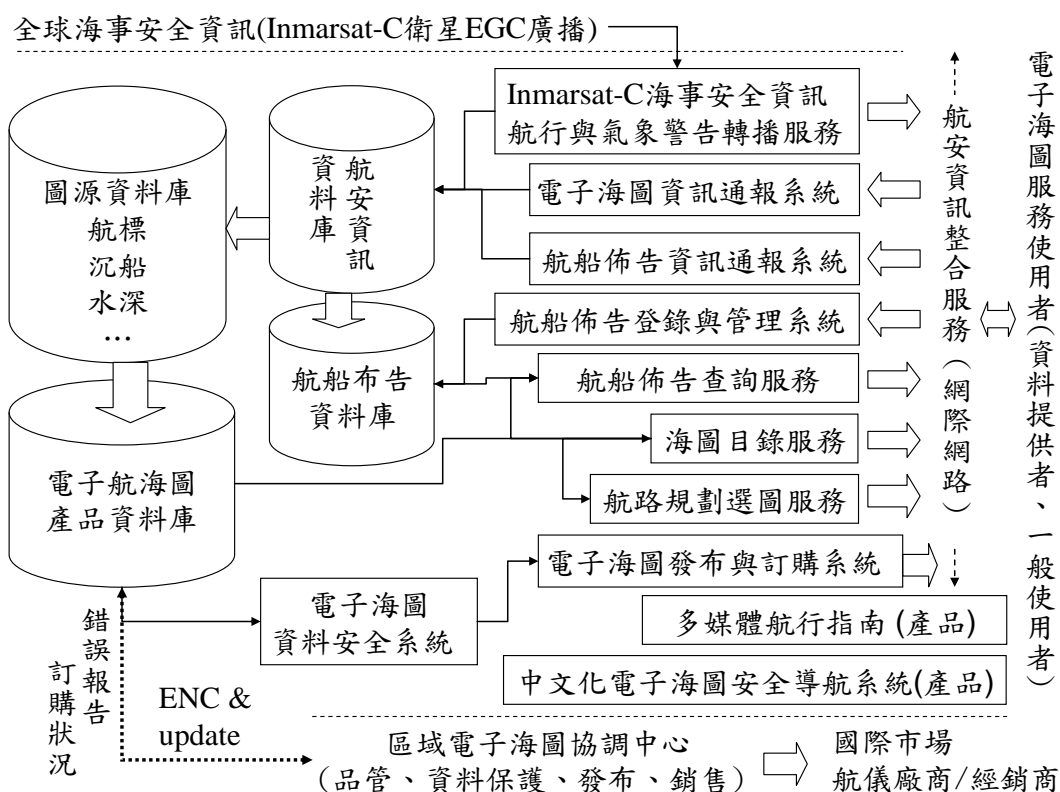 全球海事安全資訊(Inmarsat-C衛星EGC廣播)
Inmarsat-C海事安全資訊
航行與氣象警告轉播服務
圖源資料庫
航標
沉船
水深
…
航安資訊
資料庫
電子海圖資訊通報系統
航船佈告資訊通報系統
航船佈告登錄與管理系統
航船布告
資料庫
航船佈告查詢服務
海圖目錄服務
航路規劃選圖服務
電子航海圖
產品資料庫
電子海圖發布與訂購系統
電子海圖
資料安全系統
多媒體航行指南 (產品)
中文化電子海圖安全導航系統(產品)
航安資訊整合服務(網際網路)
電子海圖服務使用者(資料提供者、一般使用者)
錯誤報告
訂購狀況
ENC &
update
區域電子海圖協調中心
(品管、資料保護、發布、銷售)
國際市場
航儀廠商/經銷商